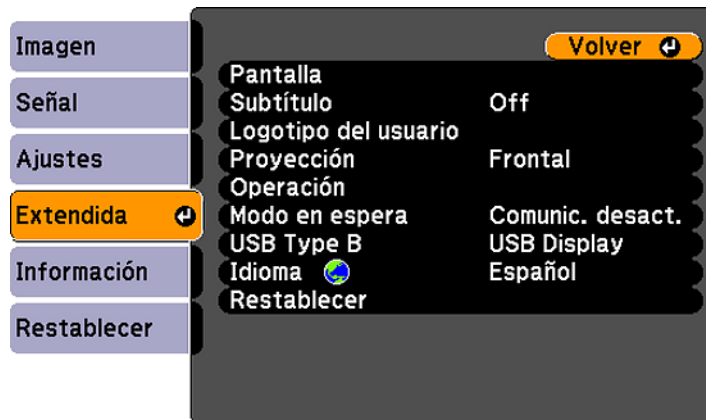 Imagen
Señal
Ajustes
Extendida
Información
Restablecer
Volver
Pantalla
Subtítulo Off
Logotipo del usuario
Proyección Frontal
Operación
Modo en espera Comunic. desact.
USB Type B USB Display
Idioma Español
Restablecer